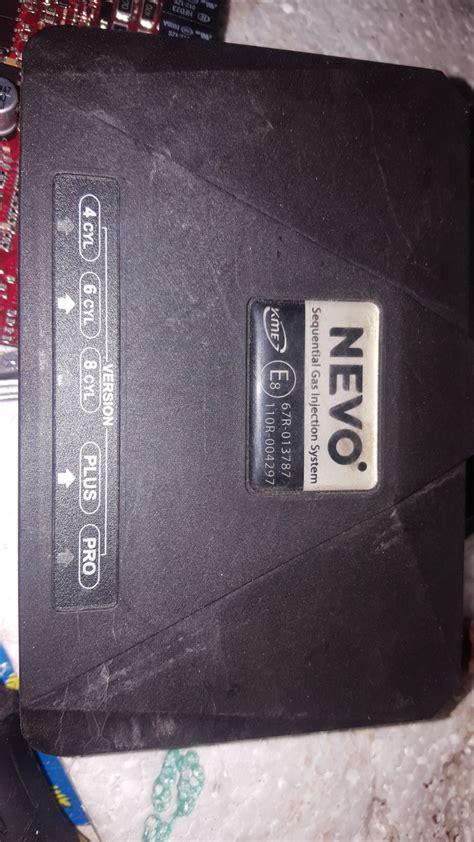 NEVO
Sequential Gas Injection System
KME
E8
67R-013787
110R-004297
VERSION
4 CYL 6 CYL 8 CYL PLUS PRO